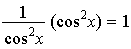 1/cos²x (cos²x) = 1